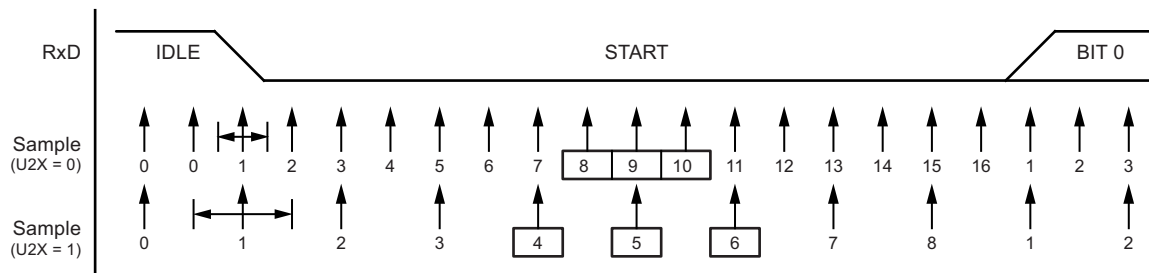 RxD IDLE START BIT 0
Sample
(U2X = 0)
0 0 1 2 3 4 5 6 7 8 9 10 11 12 13 14 15 16 1 2 3
Sample
(U2X = 1)
0 1 2 3 4 5 6 7 8 1 2